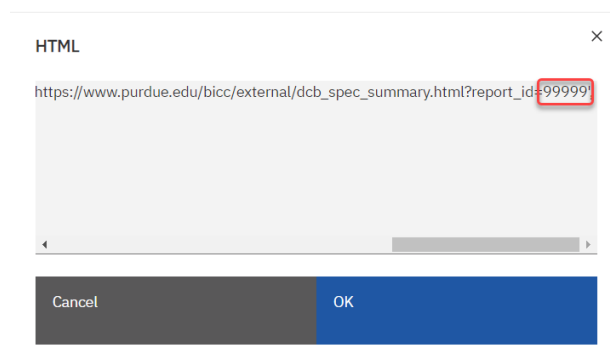 HTML
https://www.purdue.edu/bicc/external/dcb_spec_summary.html?report_id=99999'
Cancel
OK